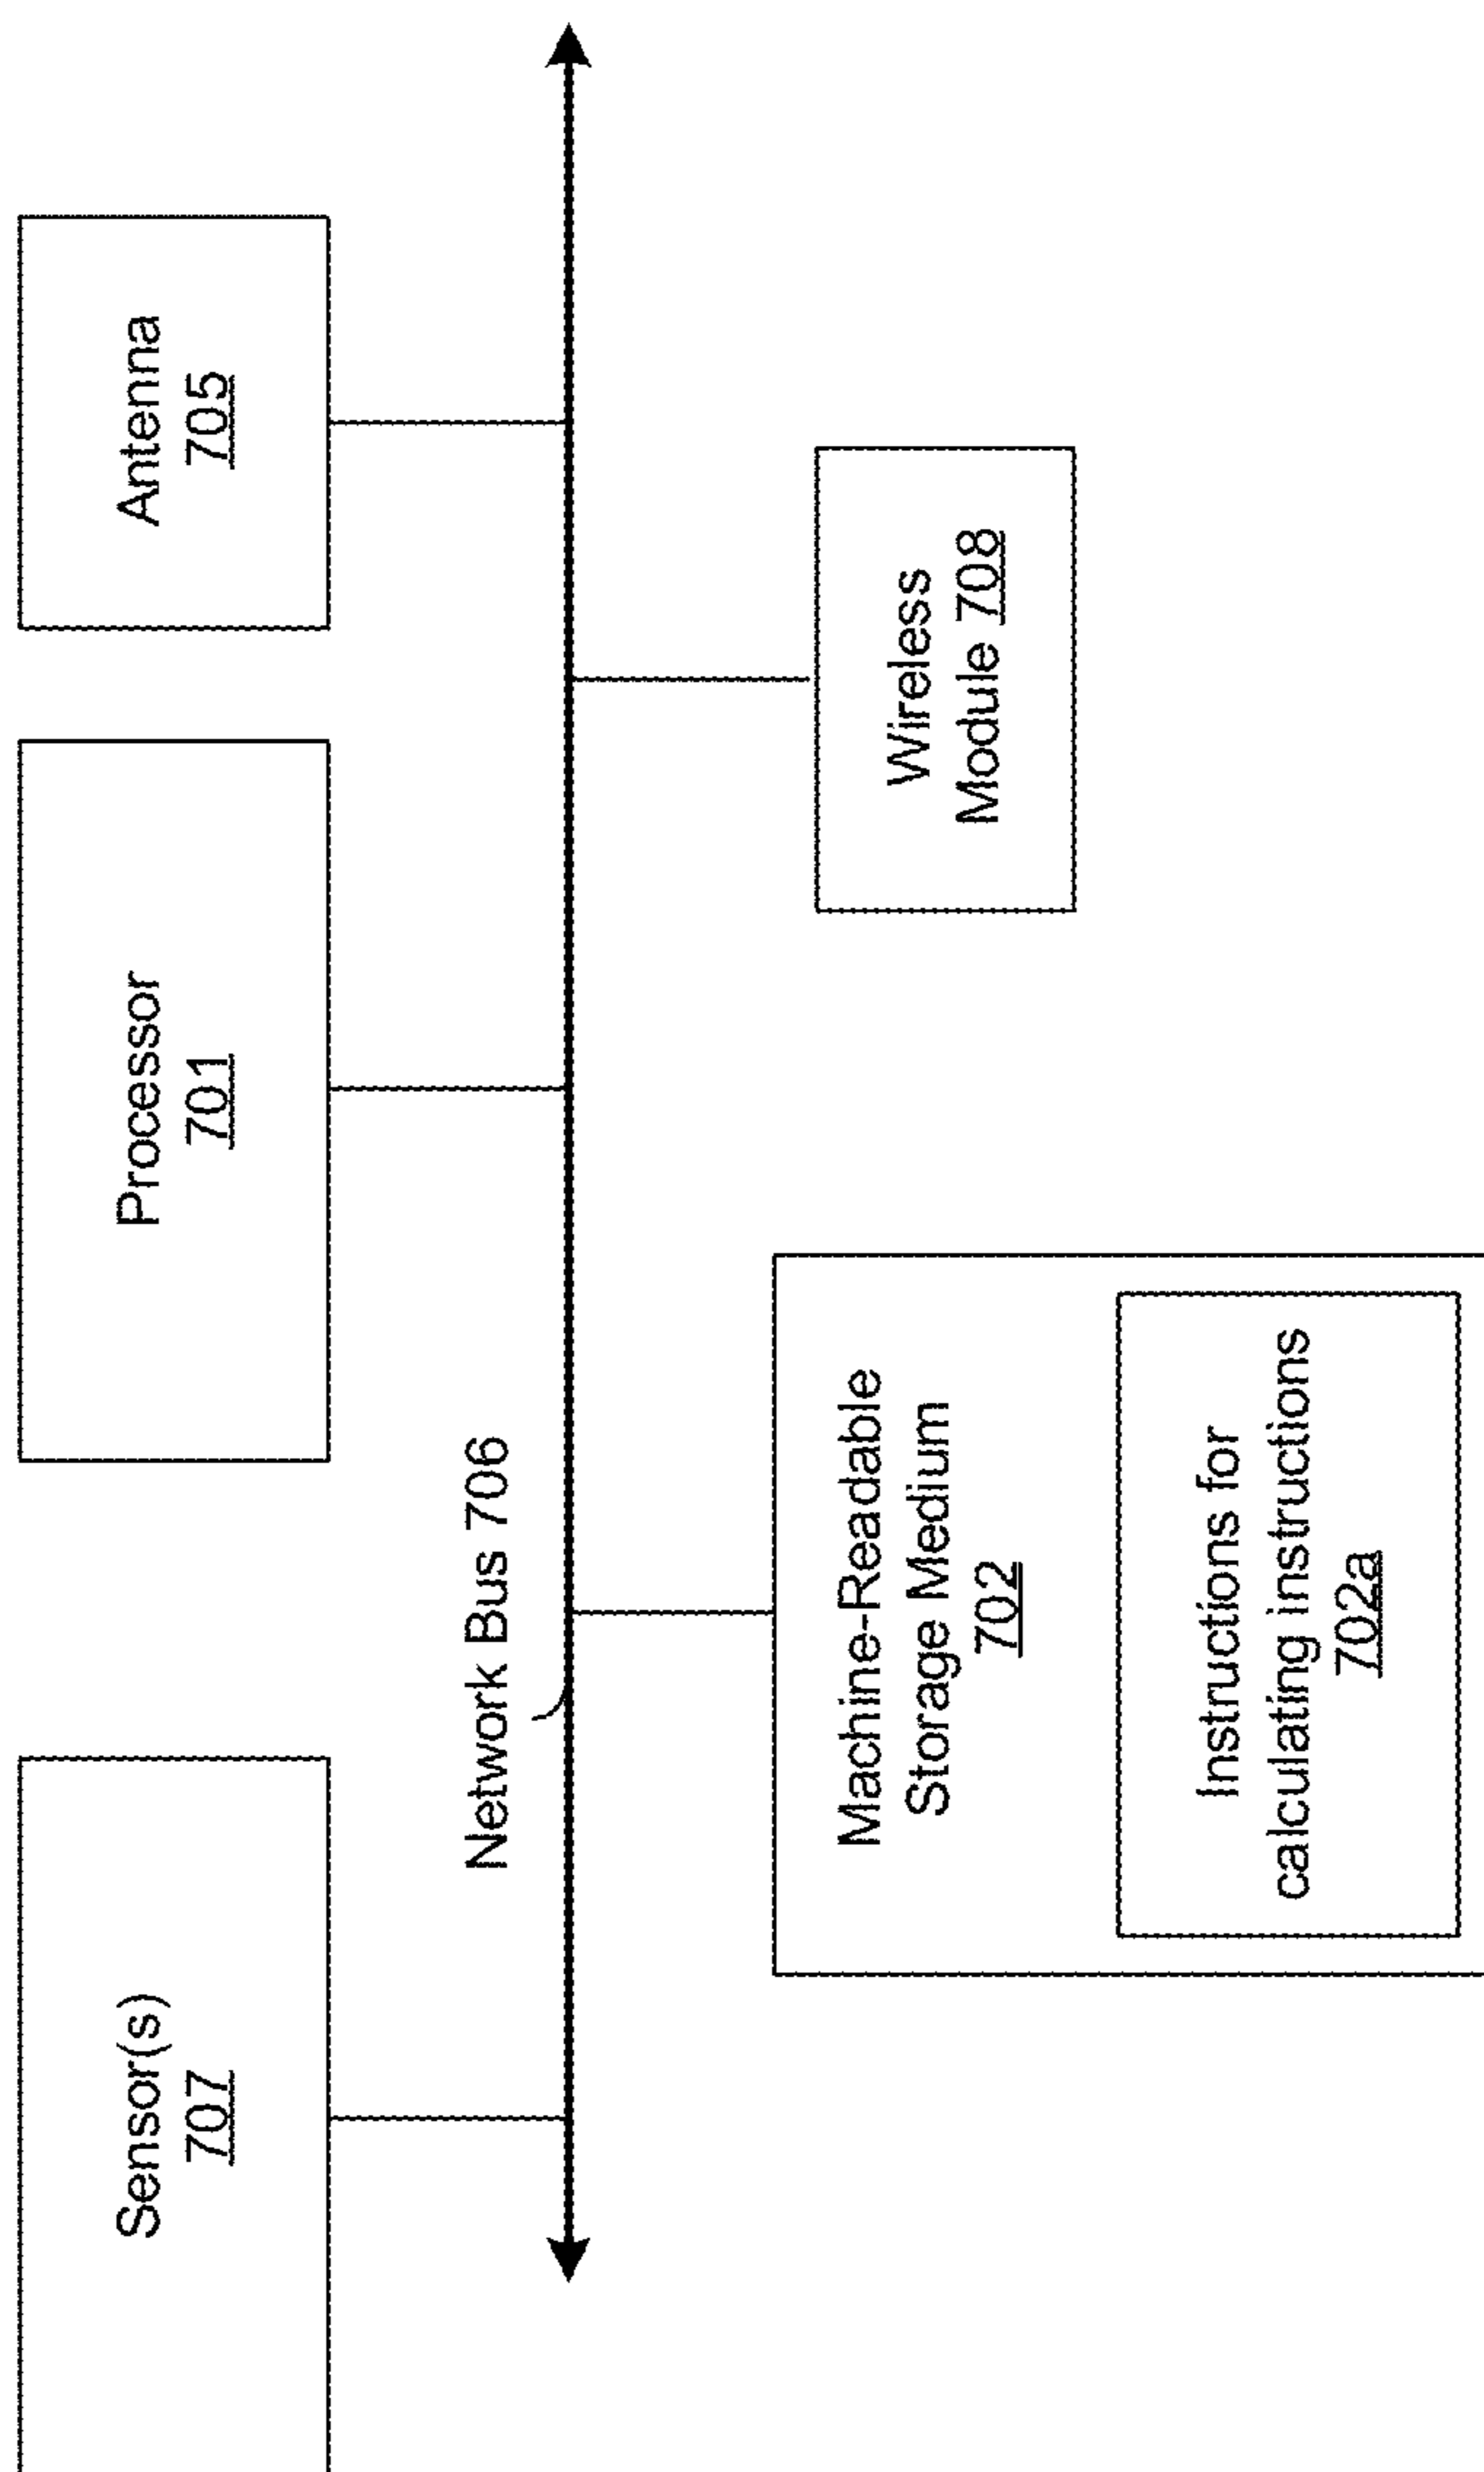 Sensor(s)
707
Processor
701
Antenna
705
Network Bus 706
Machine-Readable
Storage Medium
702
Instructions for
calculating instructions
702a
Wireless
Module 708